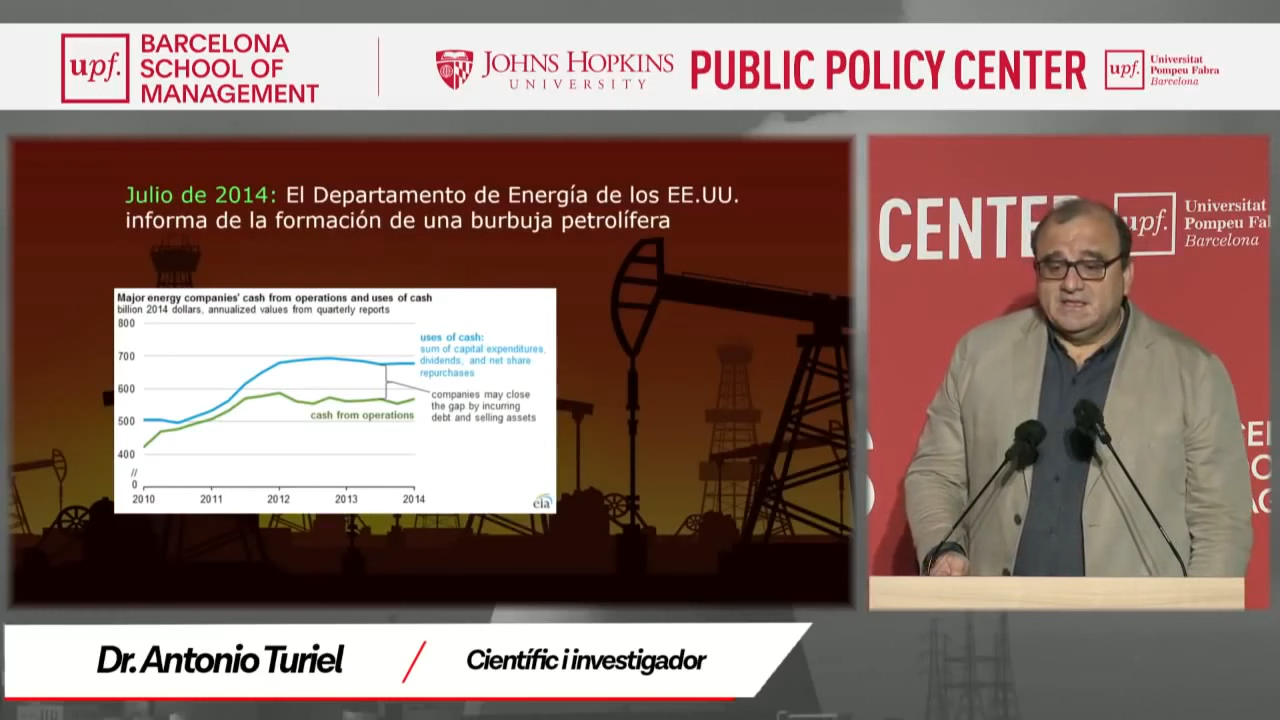 upf.
BARCELONA
SCHOOL OF
MANAGEMENT
JOHNS HOPKINS
UNIVERSITY
PUBLIC POLICY CENTER
upf.
Universitat
Pompeu Fabra
Barcelona
Julio de 2014: El Departamento de Energía de los EE.UU.
informa de la formación de una burbuja petrolífera
Major energy companies' cash from operations and uses of cash
billion 2014 dollars, annualized values from quarterly reports
800
700
600
500
400
//
0
2010 2011 2012 2013 2014
uses of cash:
sum of capital expenditures,
dividends, and net share
repurchases
companies may close
the gap by incurring
debt and selling assets
cash from operations
eia
CENTE
upf.
Universitat
Pompeu Fa
Barcelona
Dr. Antonio Turiel / Científic i investigador